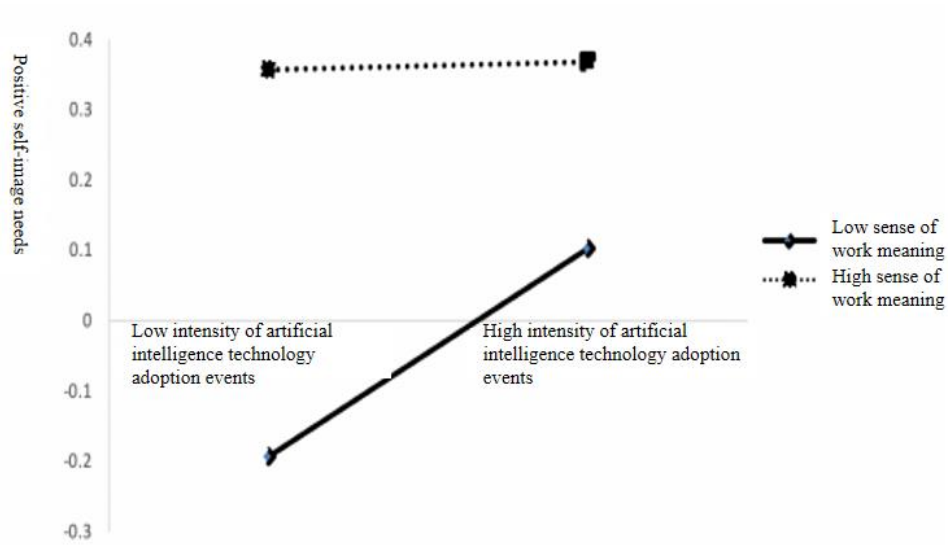 Positive self-image needs
0.4
0.3
0.2
0.1
0
-0.1
-0.2
-0.3
Low intensity of artificial
intelligence technology
adoption events
High intensity of artificial
intelligence technology adoption
events
Low sense of
work meaning
High sense of
work meaning